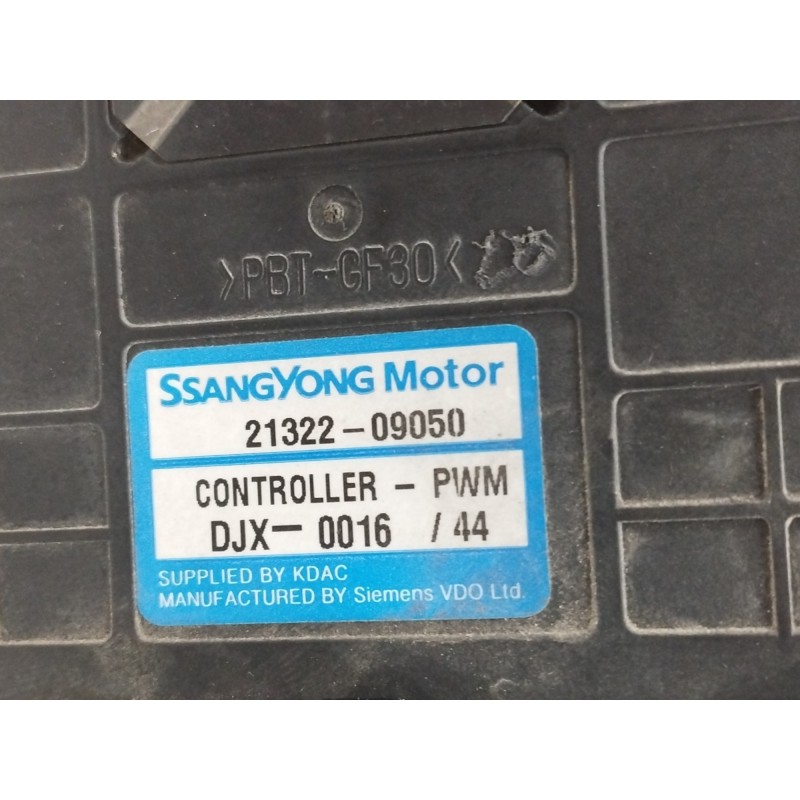 >PBT-GF30<
SSANGYONG Motor
21322-09050
CONTROLLER - PWM
DJX- 0016 /44
SUPPLIED BY KDAC
MANUFACTURED BY Siemens VDO Ltd.